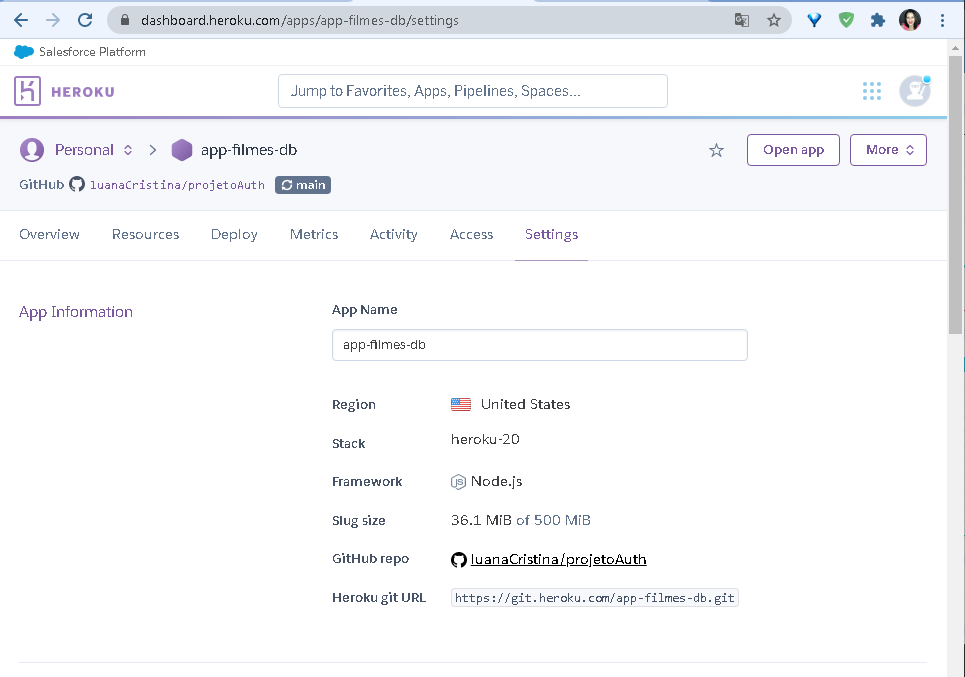 dashboard.heroku.com/apps/app-filmes-db/settings
Salesforce Platform
HEROKU
Jump to Favorites, Apps, Pipelines, Spaces...
Personal app-filmes-db Open app More
GitHub luanaCristina/projetoAuth main
Overview Resources Deploy Metrics Activity Access Settings
App Information
App Name
app-filmes-db
Region United States
Stack heroku-20
Framework Node.js
Slug size 36.1 MiB of 500 MiB
GitHub repo luanaCristina/projetoAuth
Heroku git URL https://git.heroku.com/app-filmes-db.git